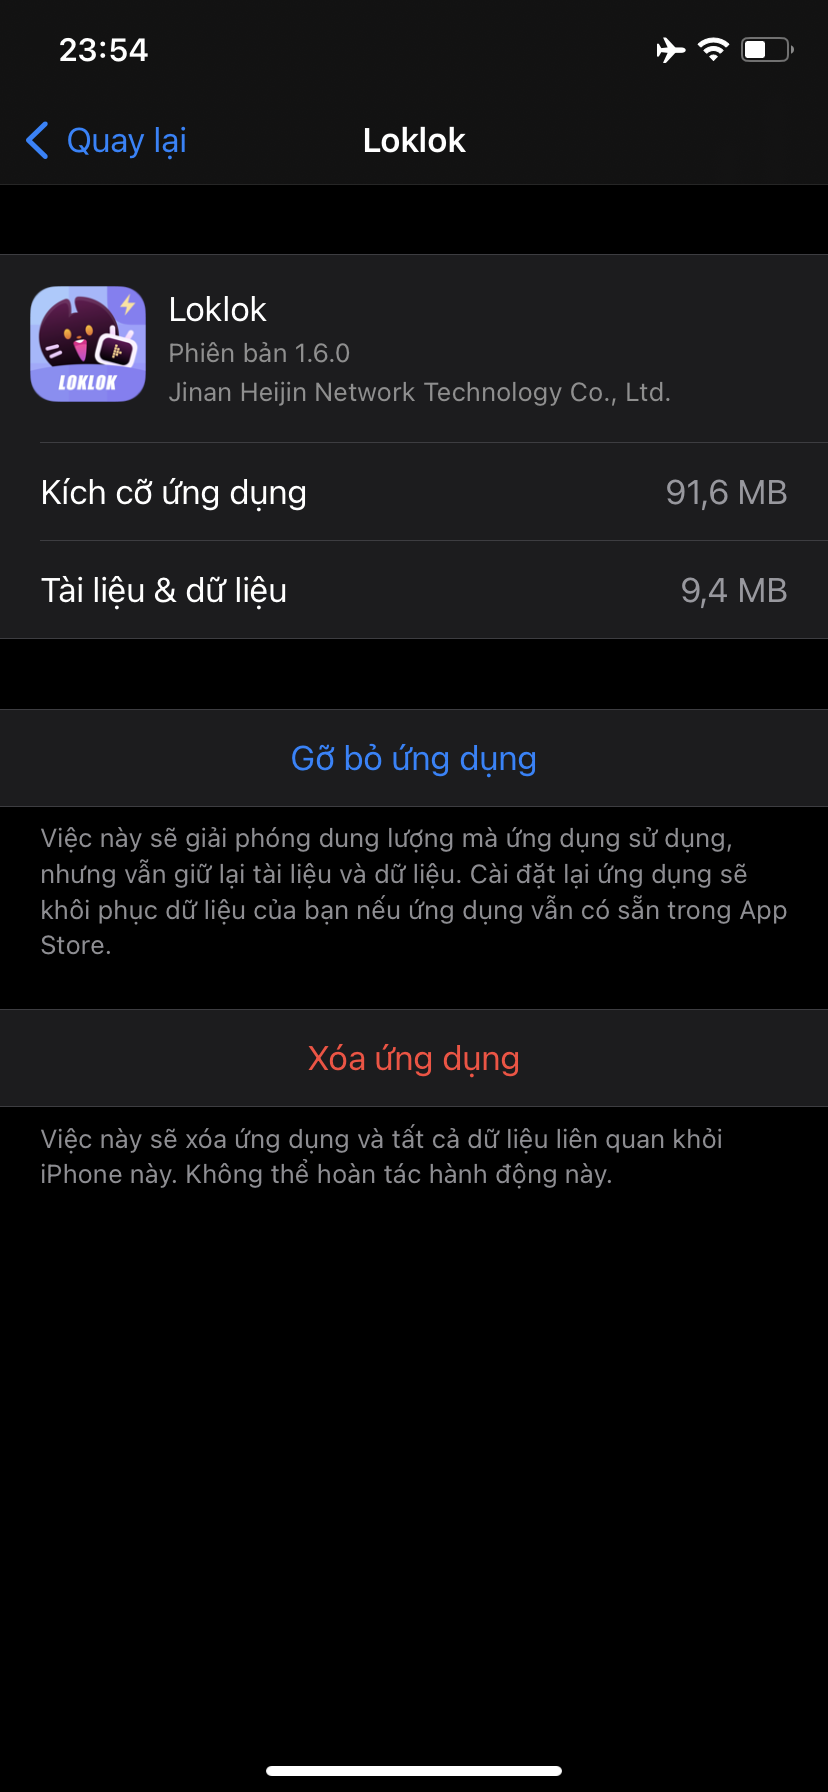 23:54
Quay lại
Loklok
LOKLOK
Loklok
Phiên bản 1.6.0
Jinan Heijin Network Technology Co., Ltd.
Kích cỡ ứng dụng 91,6 MB
Tài liệu & dữ liệu 9,4 MB
Gỡ bỏ ứng dụng
Việc này sẽ giải phóng dung lượng mà ứng dụng sử dụng,
nhưng vẫn giữ lại tài liệu và dữ liệu. Cài đặt lại ứng dụng sẽ
khôi phục dữ liệu của bạn nếu ứng dụng vẫn có sẵn trong App
Store.
Xóa ứng dụng
Việc này sẽ xóa ứng dụng và tất cả dữ liệu liên quan khỏi
iPhone này. Không thể hoàn tác hành động này.